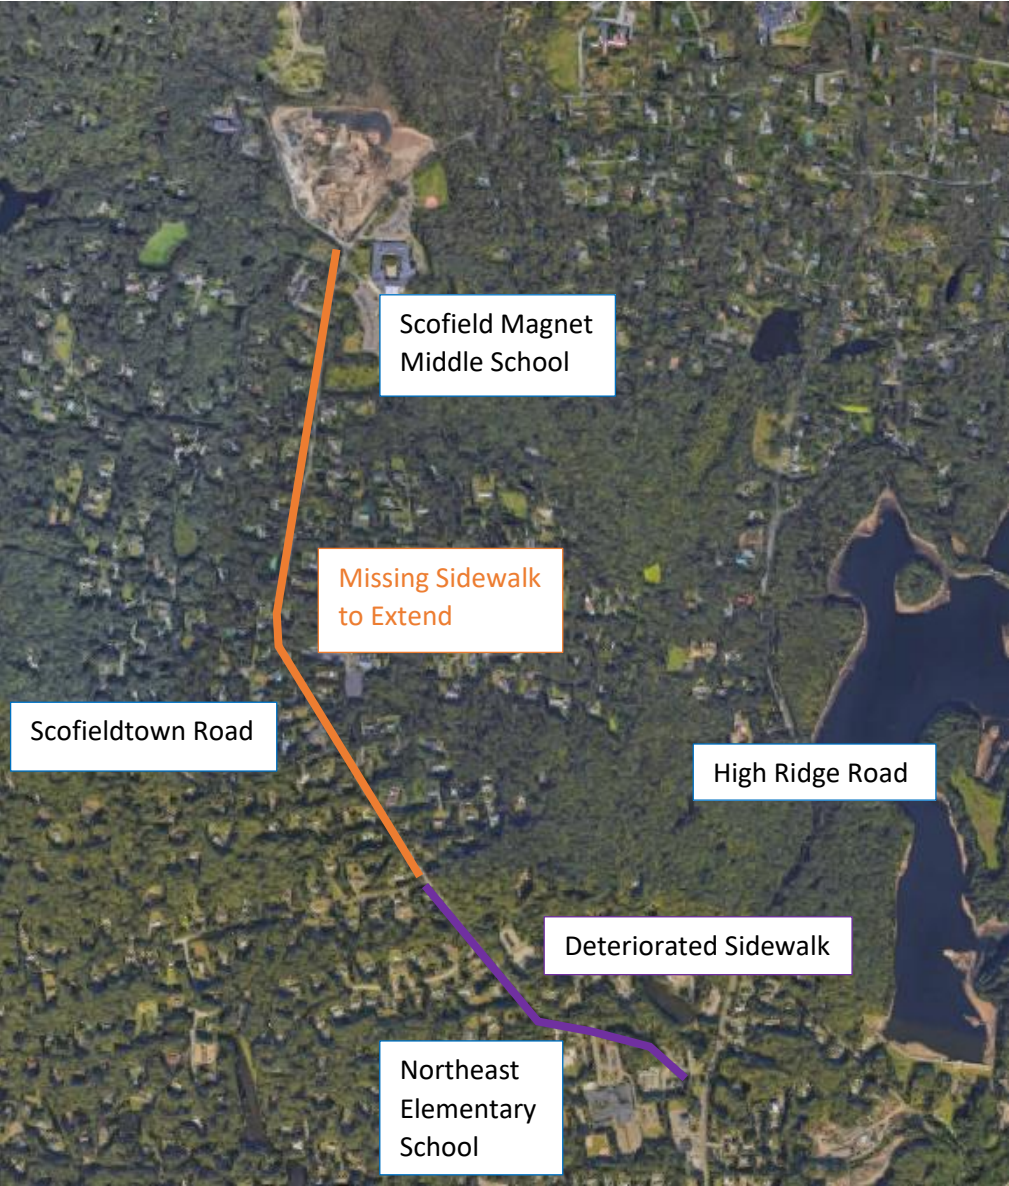 Scofield Magnet
Middle School
Missing Sidewalk
to Extend
Scofieldtown Road
High Ridge Road
Deteriorated Sidewalk
Northeast
Elementary
School